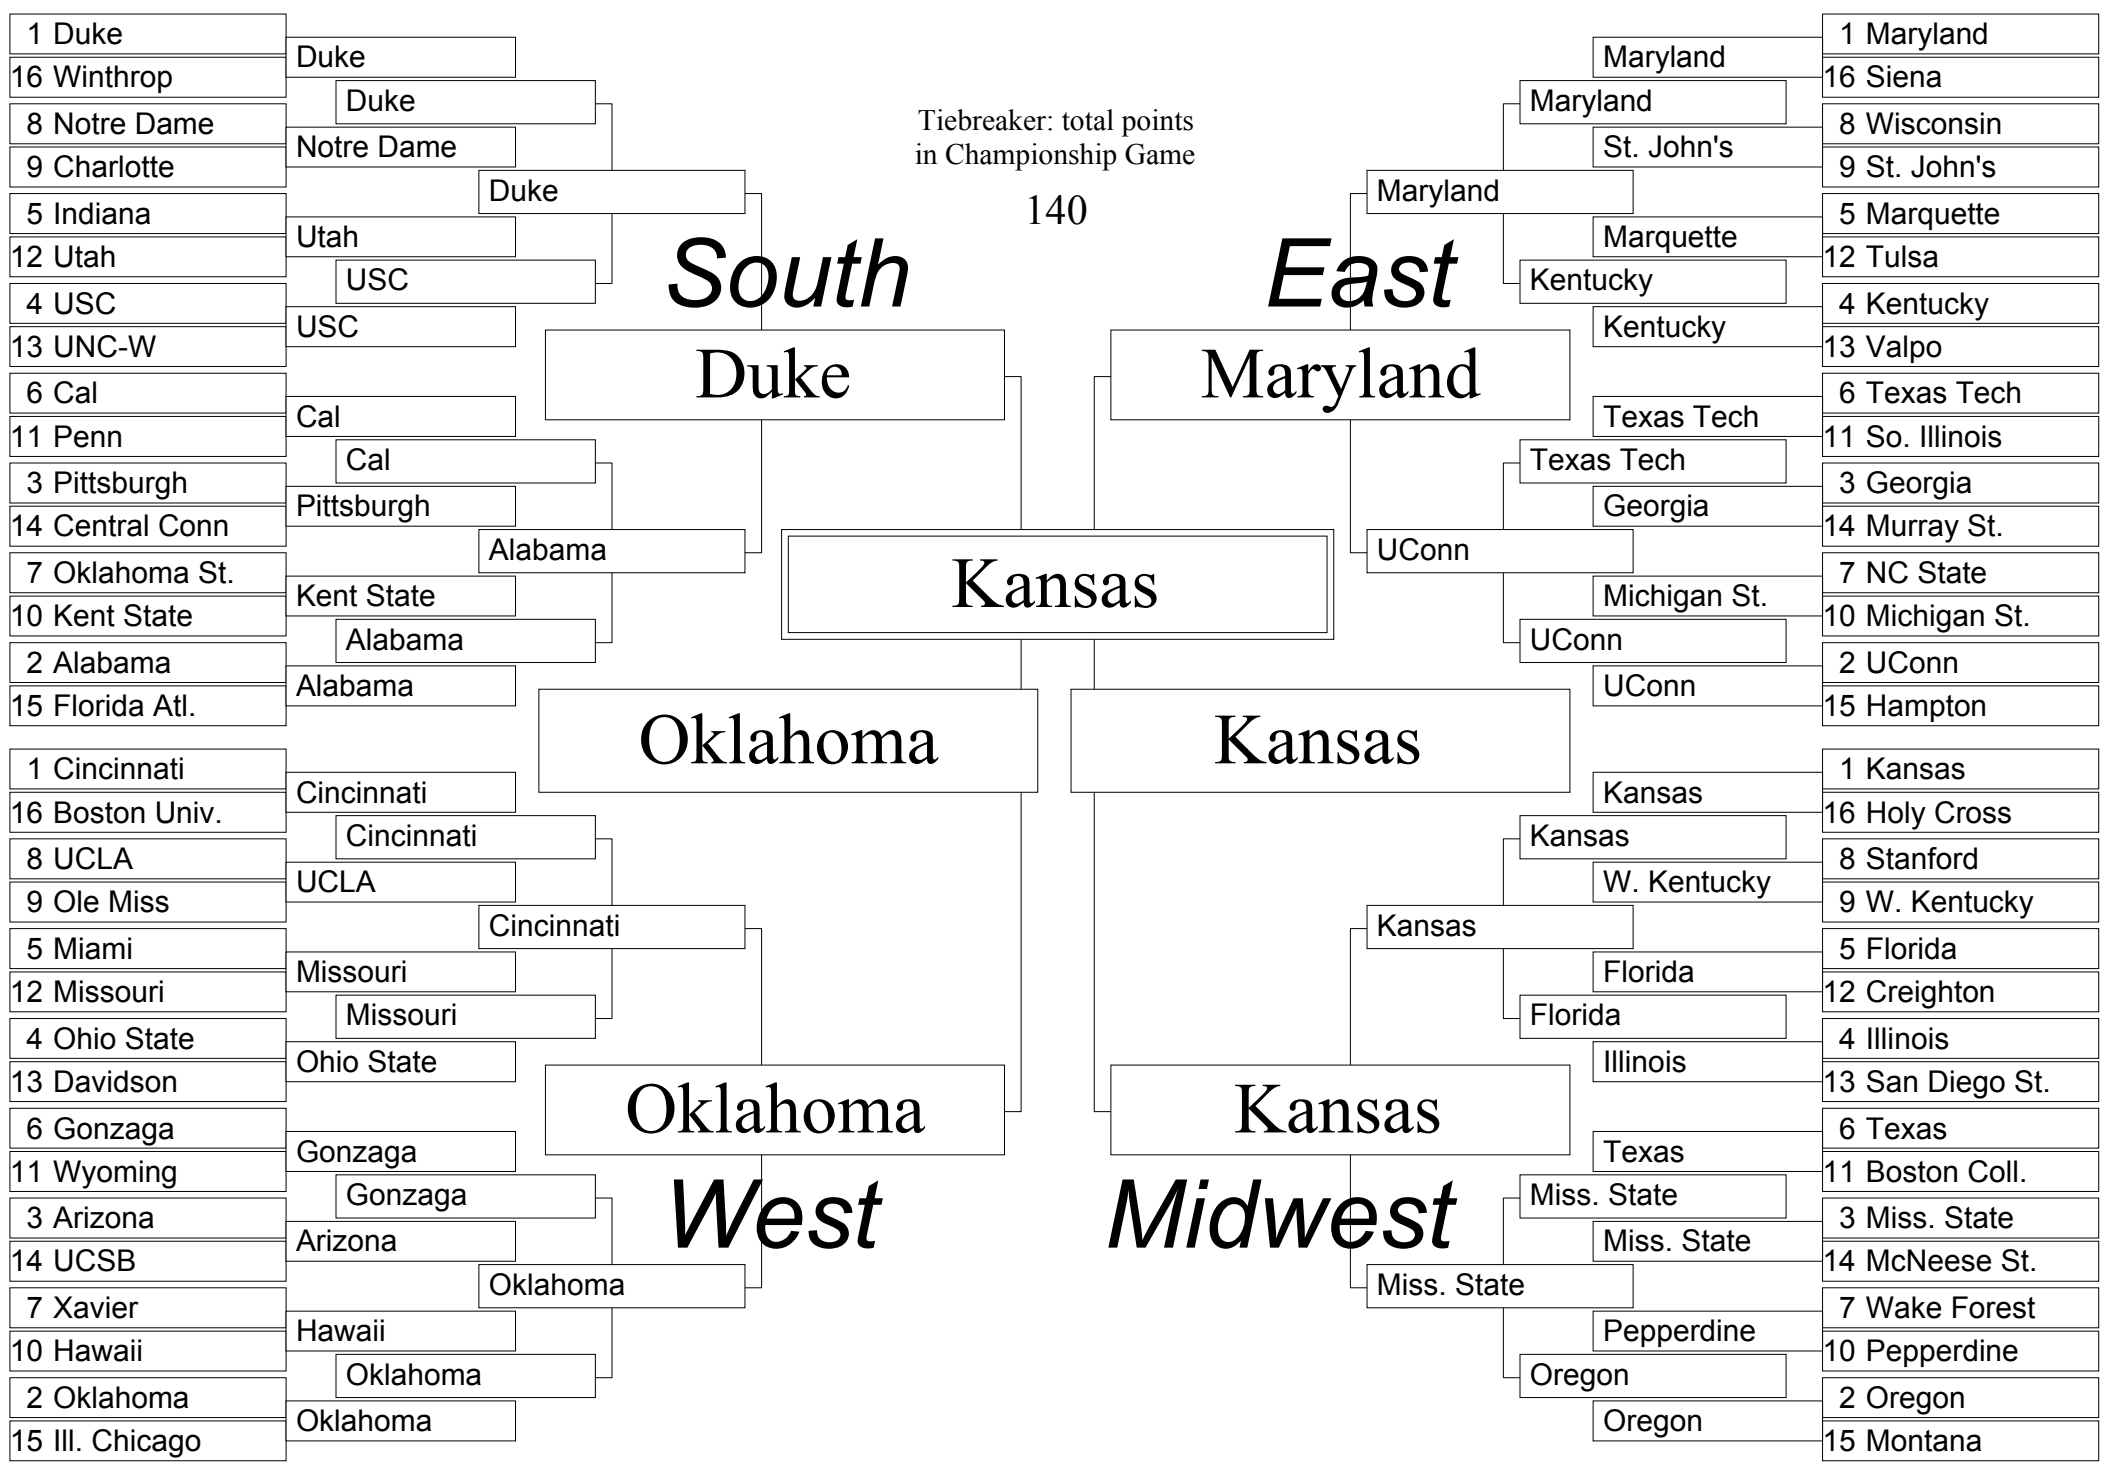 1 Duke
16 Winthrop
8 Notre Dame
9 Charlotte
5 Indiana
12 Utah
4 USC
13 UNC-W
6 Cal
11 Penn
3 Pittsburgh
14 Central Conn
7 Oklahoma St.
10 Kent State
2 Alabama
15 Florida Atl.
Duke
Notre Dame
Utah
USC
Cal
Pittsburgh
Kent State
Alabama
Duke
USC
Cal
Alabama
Duke
Alabama
South
Duke
1 Cincinnati
16 Boston Univ.
8 UCLA
9 Ole Miss
5 Miami
12 Missouri
4 Ohio State
13 Davidson
6 Gonzaga
11 Wyoming
3 Arizona
14 UCSB
7 Xavier
10 Hawaii
2 Oklahoma
15 Ill. Chicago
Cincinnati
UCLA
Missouri
Ohio State
Gonzaga
Arizona
Hawaii
Oklahoma
Cincinnati
Missouri
Gonzaga
Oklahoma
Cincinnati
Oklahoma
Oklahoma
West
Tiebreaker: total points
in Championship Game
140
Kansas
Oklahoma
Kansas
East
Maryland
Maryland
UConn
Maryland
Kentucky
Texas Tech
UConn
Maryland
St. John's
Marquette
Kentucky
Texas Tech
Georgia
Michigan St.
UConn
1 Maryland
16 Siena
8 Wisconsin
9 St. John's
5 Marquette
12 Tulsa
4 Kentucky
13 Valpo
6 Texas Tech
11 So. Illinois
3 Georgia
14 Murray St.
7 NC State
10 Michigan St.
2 UConn
15 Hampton
Kansas
Midwest
Kansas
Miss. State
Kansas
Florida
Miss. State
Oregon
Kansas
W. Kentucky
Florida
Illinois
Texas
Miss. State
Pepperdine
Oregon
1 Kansas
16 Holy Cross
8 Stanford
9 W. Kentucky
5 Florida
12 Creighton
4 Illinois
13 San Diego St.
6 Texas
11 Boston Coll.
3 Miss. State
14 McNeese St.
7 Wake Forest
10 Pepperdine
2 Oregon
15 Montana